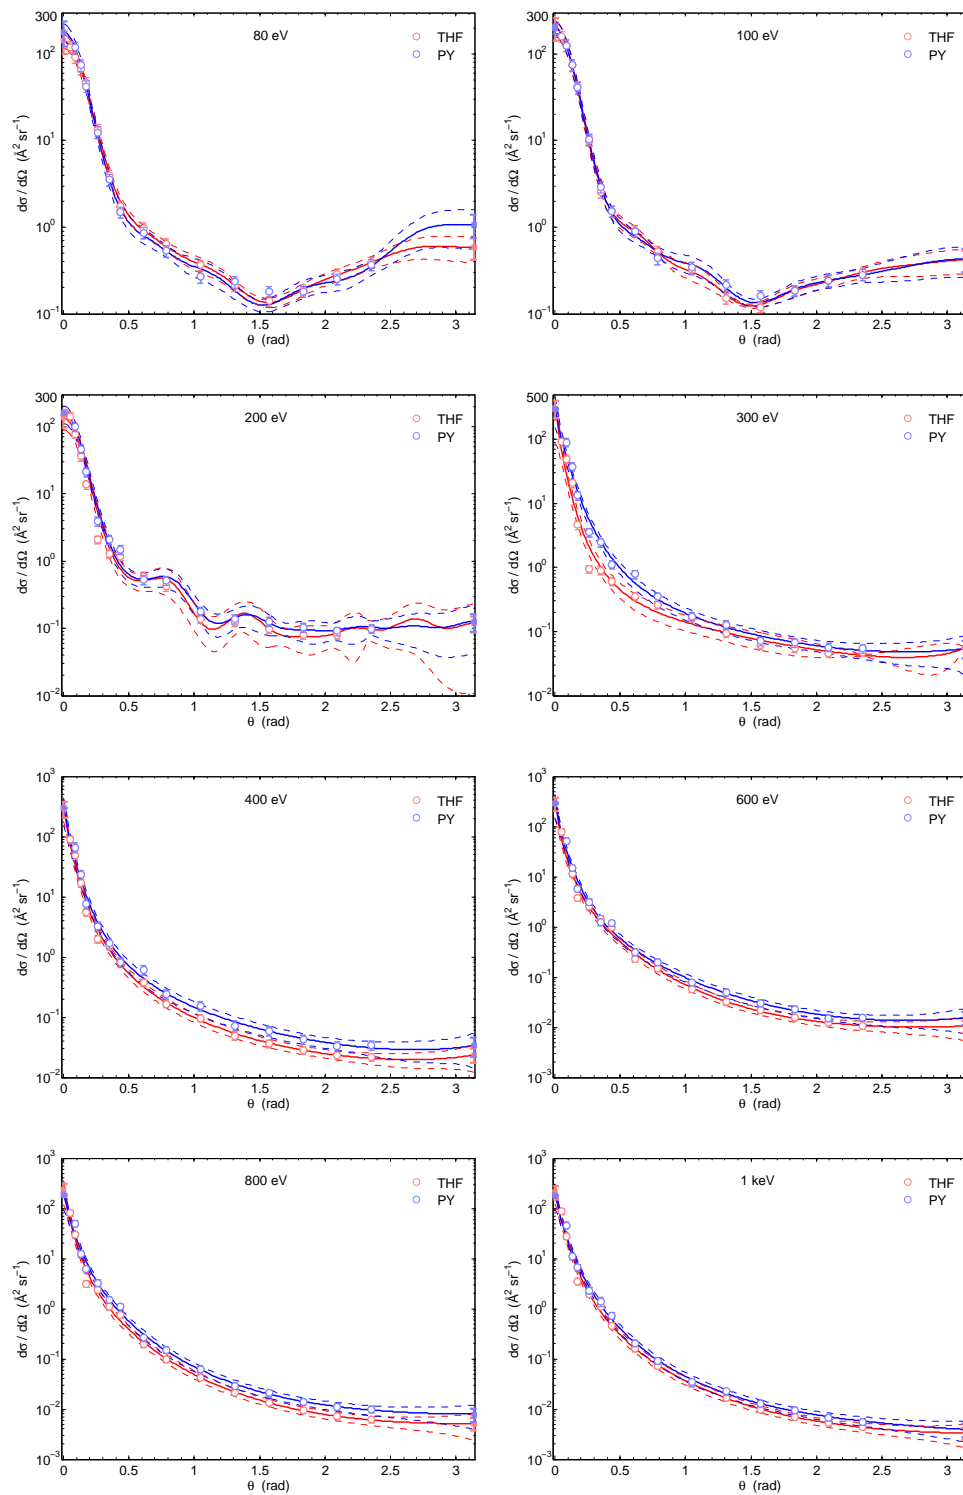 80 eV
THF
PY
300
10²
10¹
10⁰
10⁻¹
dσ / dΩ (Å² sr⁻¹)
0 0.5 1 1.5 2 2.5 3
θ (rad)
100 eV
THF
PY
300
10²
10¹
10⁰
10⁻¹
dσ / dΩ (Å² sr⁻¹)
0 0.5 1 1.5 2 2.5 3
θ (rad)
200 eV
THF
PY
300
10²
10¹
10⁰
10⁻¹
10⁻²
dσ / dΩ (Å² sr⁻¹)
0 0.5 1 1.5 2 2.5 3
θ (rad)
300 eV
THF
PY
500
10²
10¹
10⁰
10⁻¹
10⁻²
dσ / dΩ (Å² sr⁻¹)
0 0.5 1 1.5 2 2.5 3
θ (rad)
400 eV
THF
PY
10³
10²
10¹
10⁰
10⁻¹
10⁻²
dσ / dΩ (Å² sr⁻¹)
0 0.5 1 1.5 2 2.5 3
θ (rad)
600 eV
THF
PY
10³
10²
10¹
10⁰
10⁻¹
10⁻²
10⁻³
dσ / dΩ (Å² sr⁻¹)
0 0.5 1 1.5 2 2.5 3
θ (rad)
800 eV
THF
PY
10³
10²
10¹
10⁰
10⁻¹
10⁻²
10⁻³
dσ / dΩ (Å² sr⁻¹)
0 0.5 1 1.5 2 2.5 3
θ (rad)
1 keV
THF
PY
10³
10²
10¹
10⁰
10⁻¹
10⁻²
10⁻³
dσ / dΩ (Å² sr⁻¹)
0 0.5 1 1.5 2 2.5 3
θ (rad)